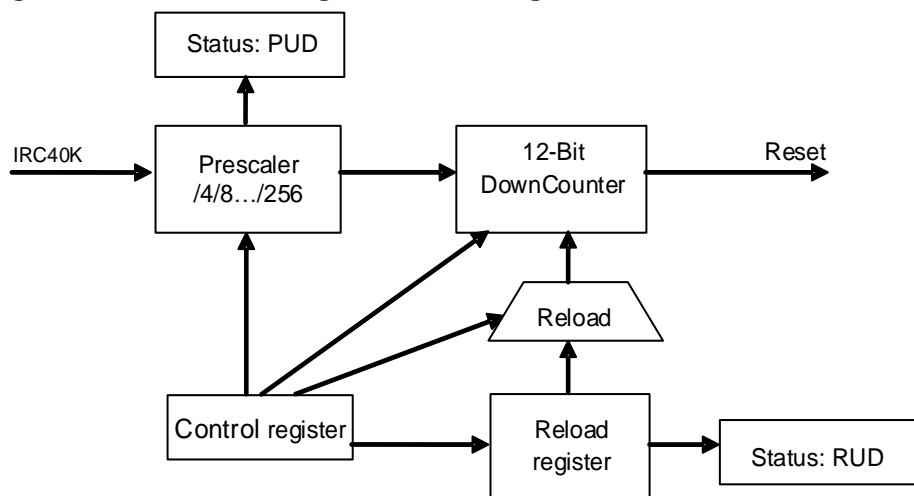 Status: PUD
IRC40K
Prescaler
/4/8…/256
12-Bit
DownCounter
Reset
Reload
Control register
Reload
register
Status: RUD